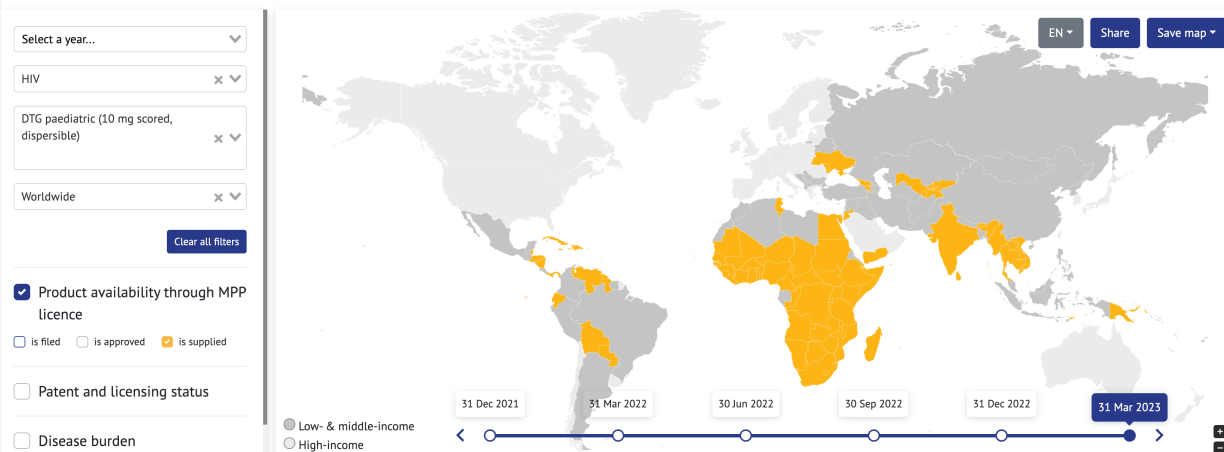 Select a year...
HIV
DTG paediatric (10 mg scored,
dispersible)
Worldwide
Clear all filters
Product availability through MPP
licence
is filed
is approved
is supplied
Patent and licensing status
Disease burden
EN
Share
Save map
31 Dec 2021
31 Mar 2022
30 Jun 2022
30 Sep 2022
31 Dec 2022
31 Mar 2023
Low- & middle-income
High-income